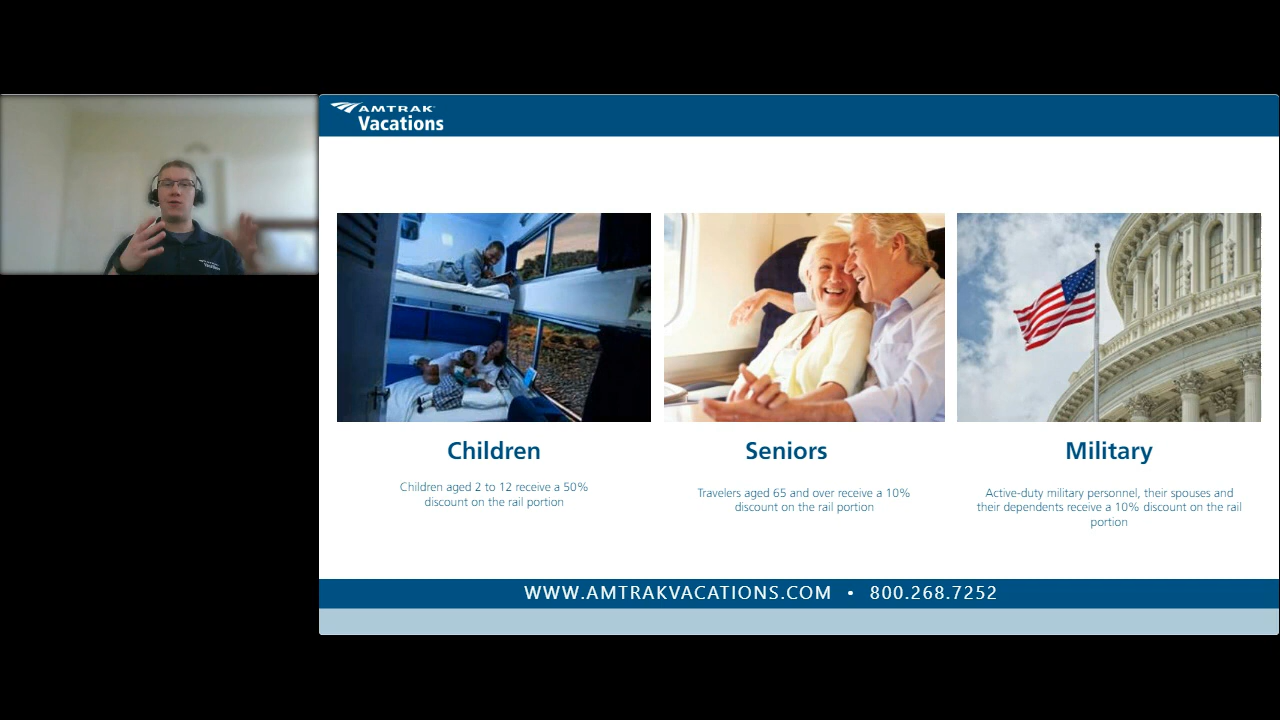 AMTRAK
Vacations
Children
Children aged 2 to 12 receive a 50%
discount on the rail portion
Seniors
Travelers aged 65 and over receive a 10%
discount on the rail portion
Military
Active-duty military personnel, their spouses and
their dependents receive a 10% discount on the rail
portion
WWW.AMTRAKVACATIONS.COM • 800.268.7252